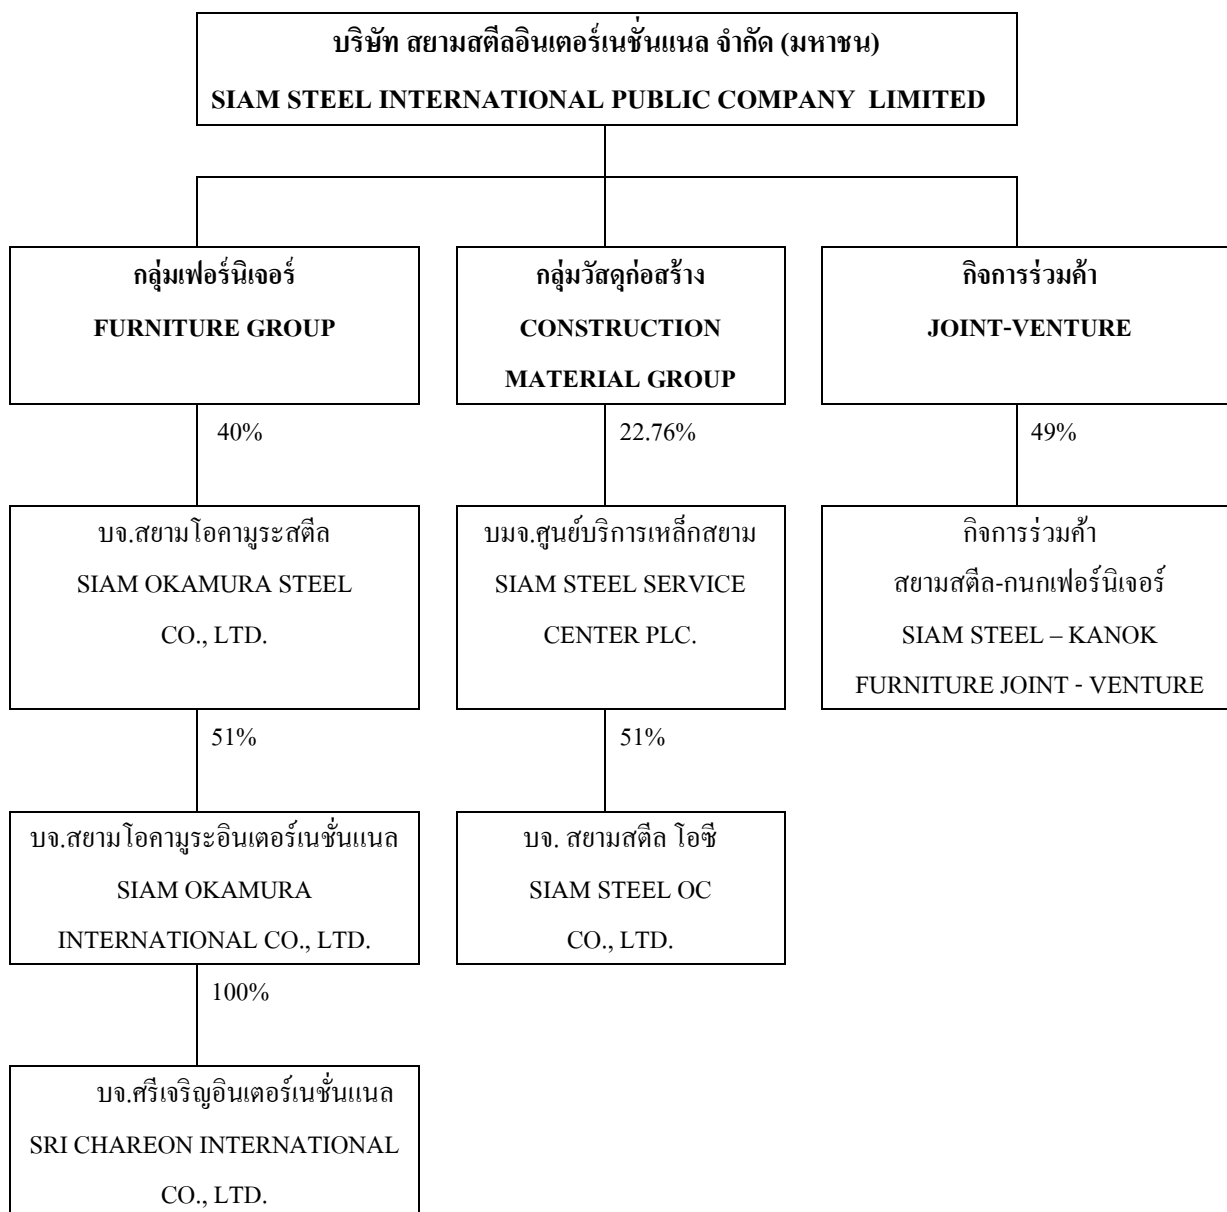 บริษัท สยามสตีลอินเตอร์เนชั่นแนล จำกัด (มหาชน)
SIAM STEEL INTERNATIONAL PUBLIC COMPANY LIMITED
กลุ่มเฟอร์นิเจอร์
FURNITURE GROUP
กลุ่มวัสดุก่อสร้าง
CONSTRUCTION
MATERIAL GROUP
กิจการร่วมค้า
JOINT-VENTURE
40%
22.76%
49%
บจ.สยามโอคามูระสตีล
SIAM OKAMURA STEEL
CO., LTD.
บมจ.ศูนย์บริการเหล็กสยาม
SIAM STEEL SERVICE
CENTER PLC.
กิจการร่วมค้า
สยามสตีล-กนกเฟอร์นิเจอร์
SIAM STEEL – KANOK
FURNITURE JOINT - VENTURE
51%
51%
บจ.สยามโอคามูระอินเตอร์เนชั่นแนล
SIAM OKAMURA
INTERNATIONAL CO., LTD.
บจ. สยามสตีล โอซี
SIAM STEEL OC
CO., LTD.
100%
บจ.ศรีเจริญอินเตอร์เนชั่นแนล
SRI CHAREON INTERNATIONAL
CO., LTD.